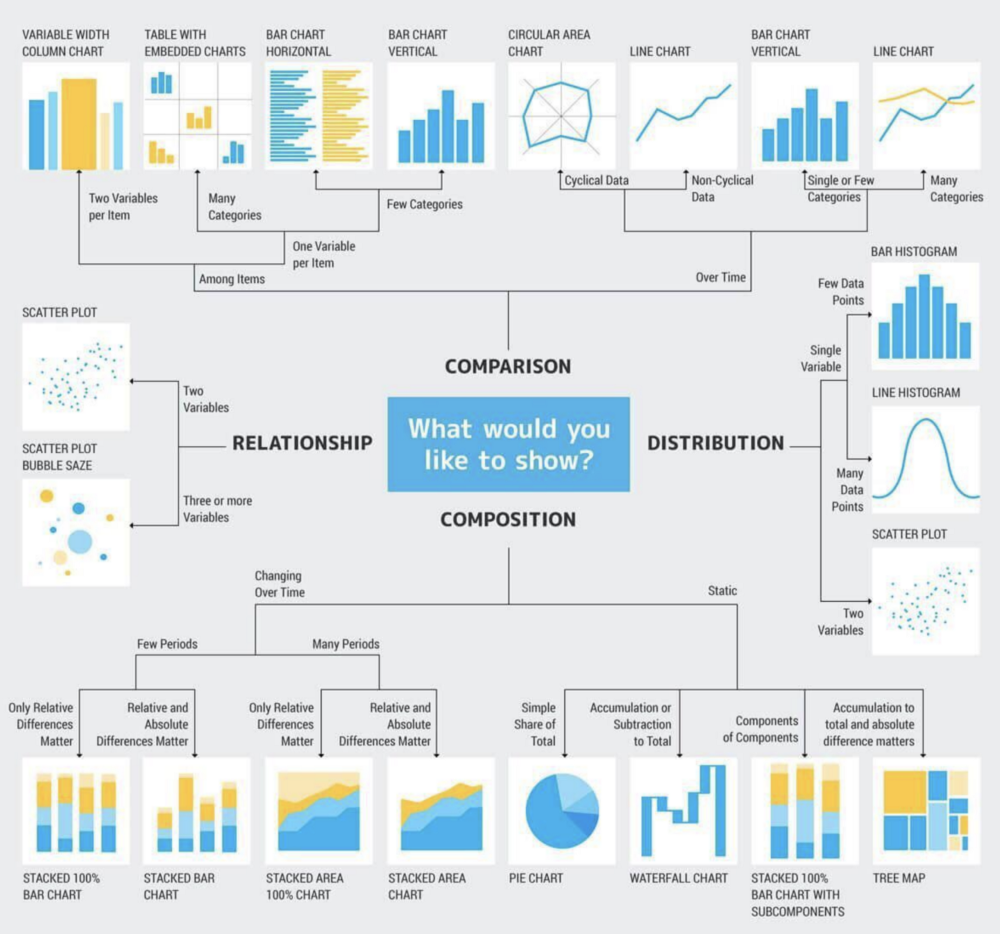 VARIABLE WIDTH
COLUMN CHART
TABLE WITH
EMBEDDED CHARTS
BAR CHART
HORIZONTAL
BAR CHART
VERTICAL
CIRCULAR AREA
CHART
LINE CHART
BAR CHART
VERTICAL
LINE CHART
Two Variables
per Item
Many
Categories
Few Categories
Cyclical Data
Non-Cyclical
Data
Single or Few
Categories
Many
Categories
One Variable
per Item
Among Items
Over Time
COMPARISON
What would you
like to show?
RELATIONSHIP
SCATTER PLOT
Two
Variables
SCATTER PLOT
BUBBLE SAZE
Three or more
Variables
DISTRIBUTION
BAR HISTOGRAM
Few Data
Points
Single
Variable
LINE HISTOGRAM
Many
Data
Points
SCATTER PLOT
Two
Variables
COMPOSITION
Changing
Over Time
Static
Few Periods
Many Periods
Only Relative
Differences
Matter
Relative and
Absolute
Differences Matter
Only Relative
Differences
Matter
Relative and
Absolute
Differences Matter
Simple
Share of
Total
Accumulation or
Subtraction
to Total
Components
of Components
Accumulation to
total and absolute
difference matters
STACKED 100%
BAR CHART
STACKED BAR
CHART
STACKED AREA
100% CHART
STACKED AREA
CHART
PIE CHART
WATERFALL CHART
STACKED 100%
BAR CHART WITH
SUBCOMPONENTS
TREE MAP